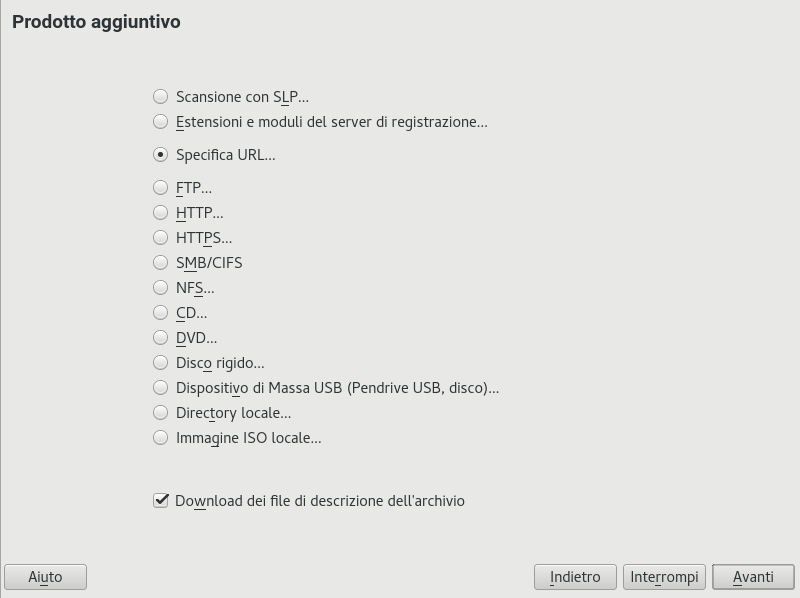 Prodotto aggiuntivo
Scansione con SLP...
Estensioni e moduli del server di registrazione...
Specifica URL...
FTP...
HTTP...
HTTPS...
SMB/CIFS
NFS...
CD...
DVD...
Disco rigido...
Dispositivo di Massa USB (Pendrive USB, disco)...
Directory locale...
Immagine ISO locale...
Download dei file di descrizione dell'archivio
Aiuto Indietro Interrompi Avanti